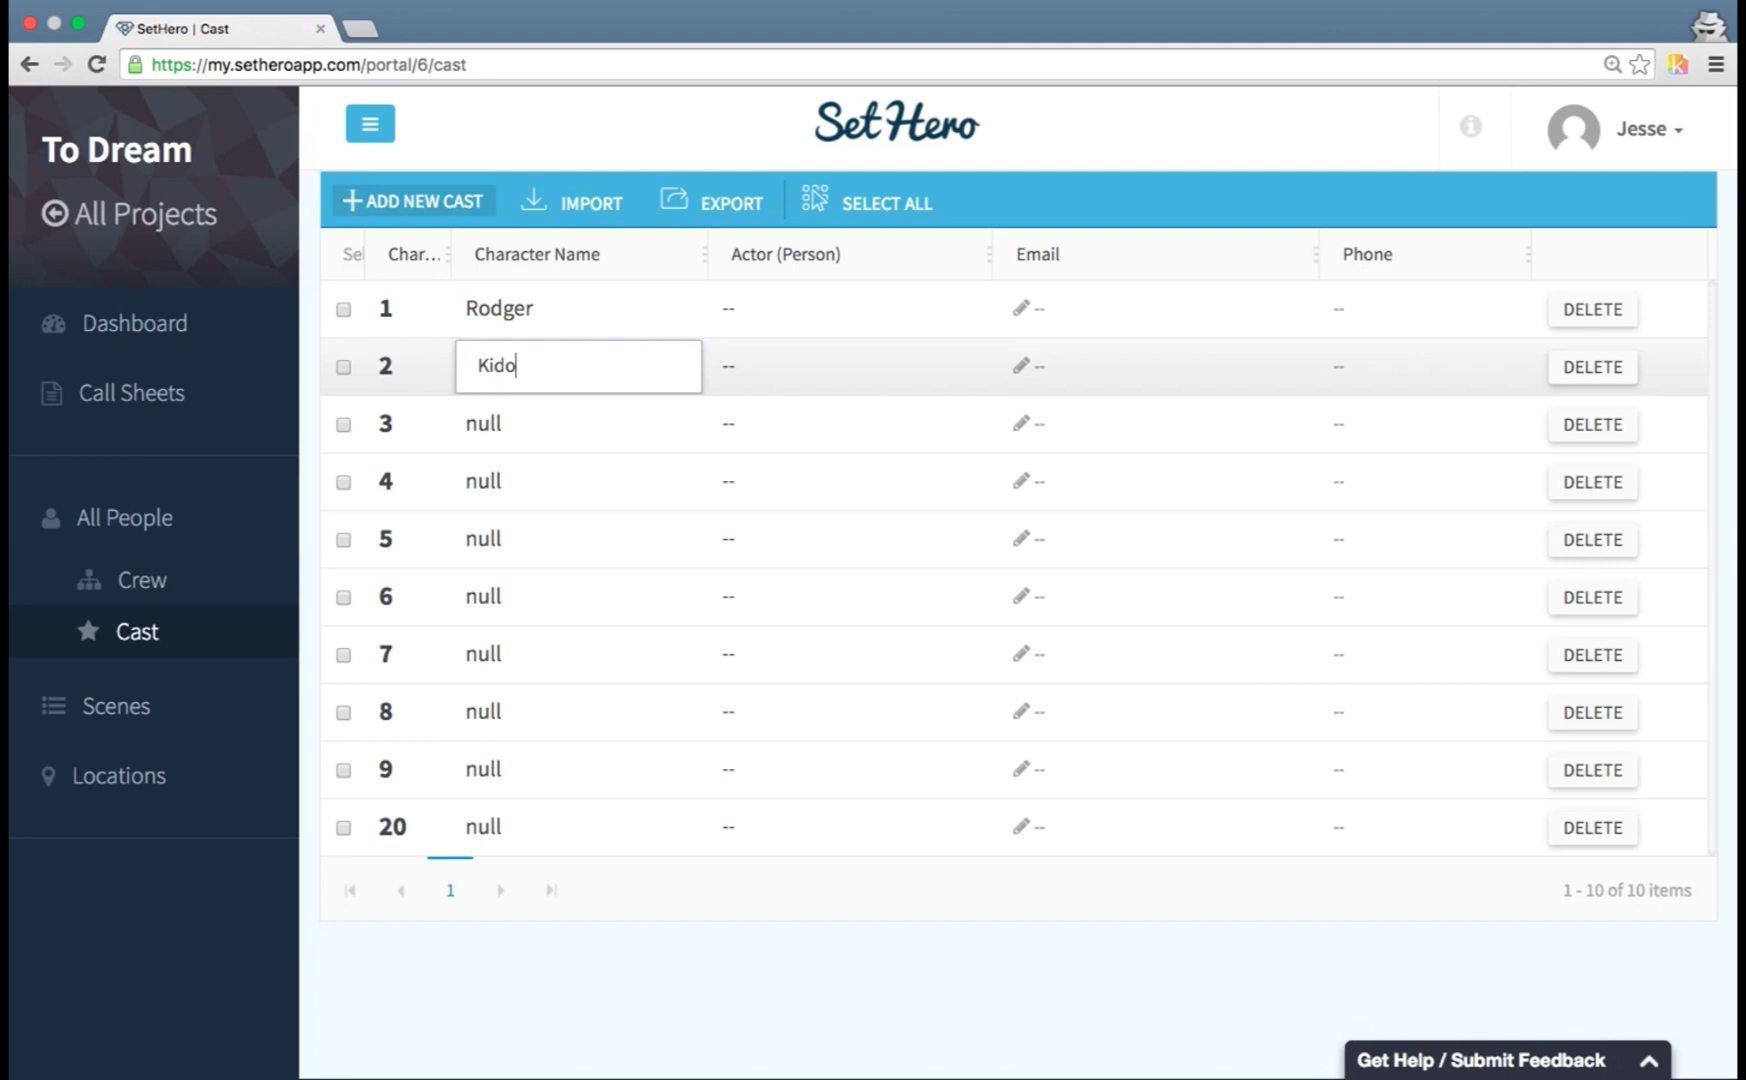 SetHero | Cast
https://my.setheroapp.com/portal/6/cast
To Dream
All Projects
Dashboard
Call Sheets
All People
Crew
Cast
Scenes
Locations
SetHero
Jesse
ADD NEW CAST IMPORT EXPORT SELECT ALL
Sel Char... Character Name Actor (Person) Email Phone
1 Rodger -- -- -- DELETE
2 Kido -- -- -- DELETE
3 null -- -- -- DELETE
4 null -- -- -- DELETE
5 null -- -- -- DELETE
6 null -- -- -- DELETE
7 null -- -- -- DELETE
8 null -- -- -- DELETE
9 null -- -- -- DELETE
20 null -- -- -- DELETE
1 1 - 10 of 10 items
Get Help / Submit Feedback